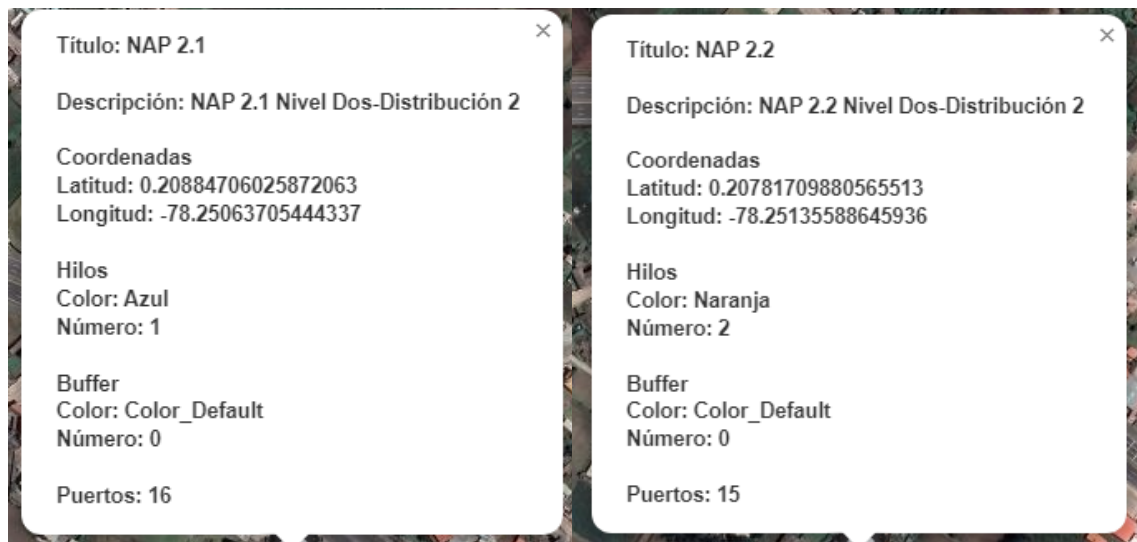 Título: NAP 2.1
Descripción: NAP 2.1 Nivel Dos-Distribución 2
Coordenadas
Latitud: 0.20884706025872063
Longitud: -78.25063705444337
Hilos
Color: Azul
Número: 1
Buffer
Color: Color_Default
Número: 0
Puertos: 16
Título: NAP 2.2
Descripción: NAP 2.2 Nivel Dos-Distribución 2
Coordenadas
Latitud: 0.20781709880565513
Longitud: -78.25135588645936
Hilos
Color: Naranja
Número: 2
Buffer
Color: Color_Default
Número: 0
Puertos: 15